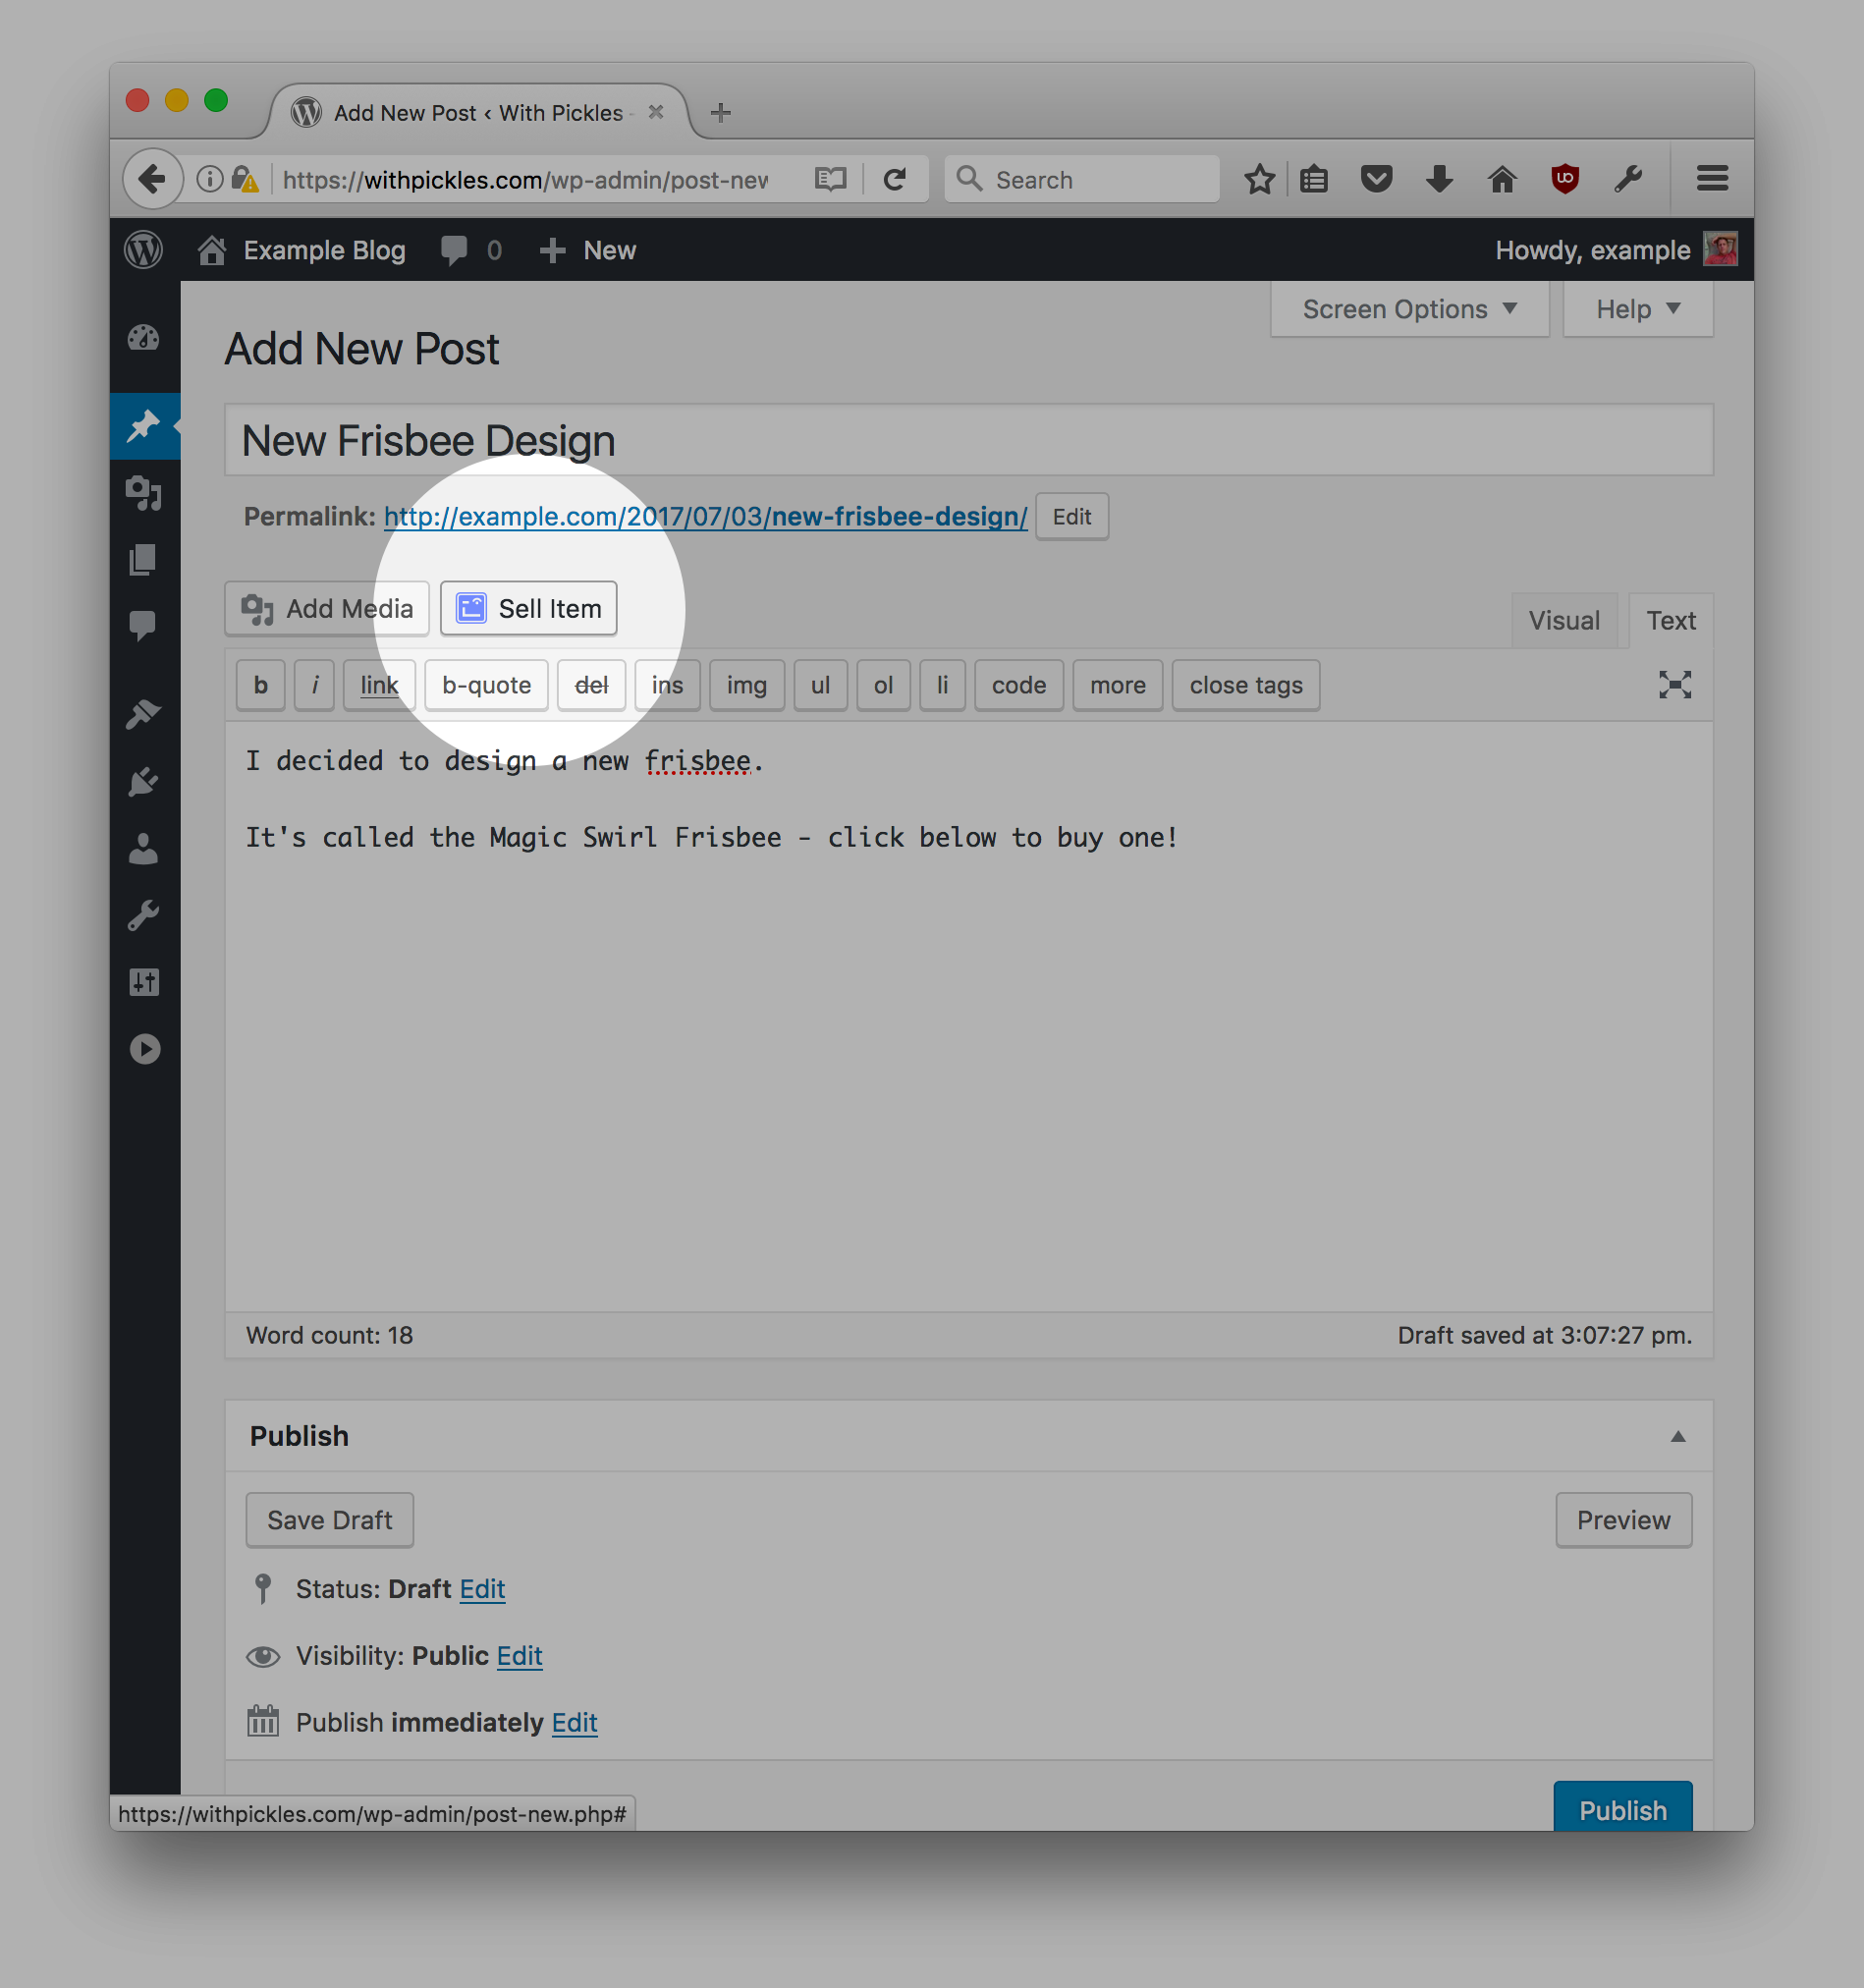 Add New Post ‹ With Pickles -
https://withpickles.com/wp-admin/post-new
Search
Example Blog 0 New Howdy, example
Screen Options Help
Add New Post
New Frisbee Design
Permalink: http://example.com/2017/07/03/new-frisbee-design/ Edit
Add Media Sell Item
Visual Text
b i link b-quote del ins img ul ol li code more close tags
I decided to design a new frisbee.
It's called the Magic Swirl Frisbee - click below to buy one!
Word count: 18 Draft saved at 3:07:27 pm.
Publish
Save Draft Preview
Status: Draft Edit
Visibility: Public Edit
Publish immediately Edit
https://withpickles.com/wp-admin/post-new.php#
Publish